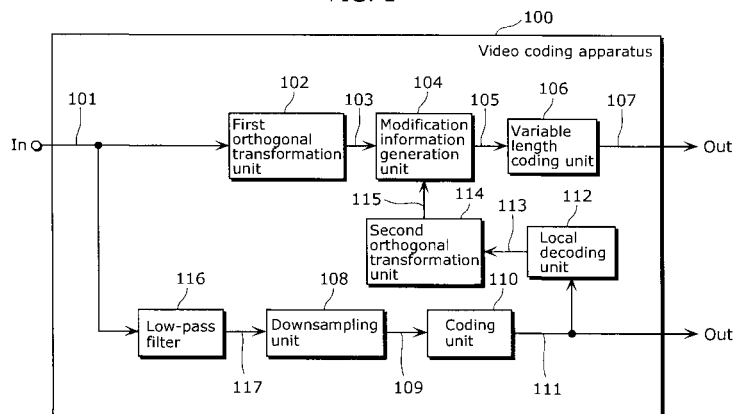 100
Video coding apparatus
101
102
103
104
105
106
107
In
First
orthogonal
transformation
unit
Modification
information
generation
unit
Variable
length
coding unit
Out
115
114
113
112
Second
orthogonal
transformation
unit
Local
decoding
unit
116
108
110
Low-pass
filter
Downsampling
unit
Coding
unit
Out
117
109
111